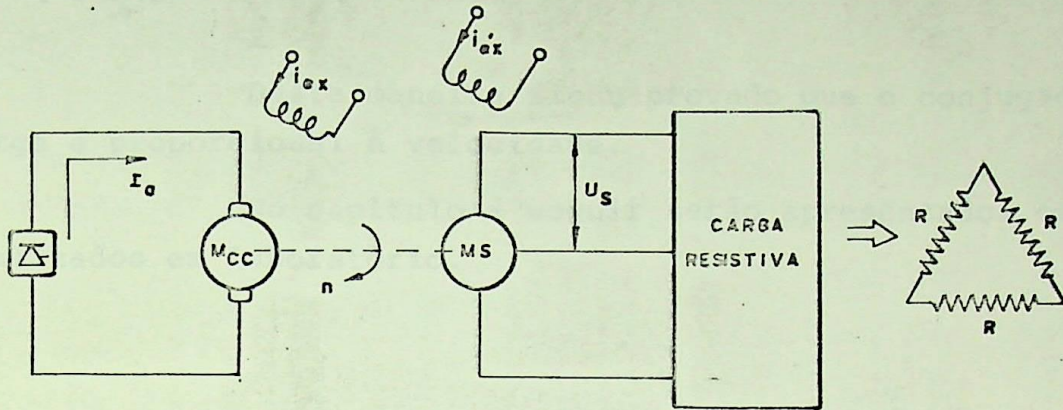 i_ex
i'_ex
I_a
M_CC
n
MS
U_S
CARGA
RESISTIVA
R
R
R